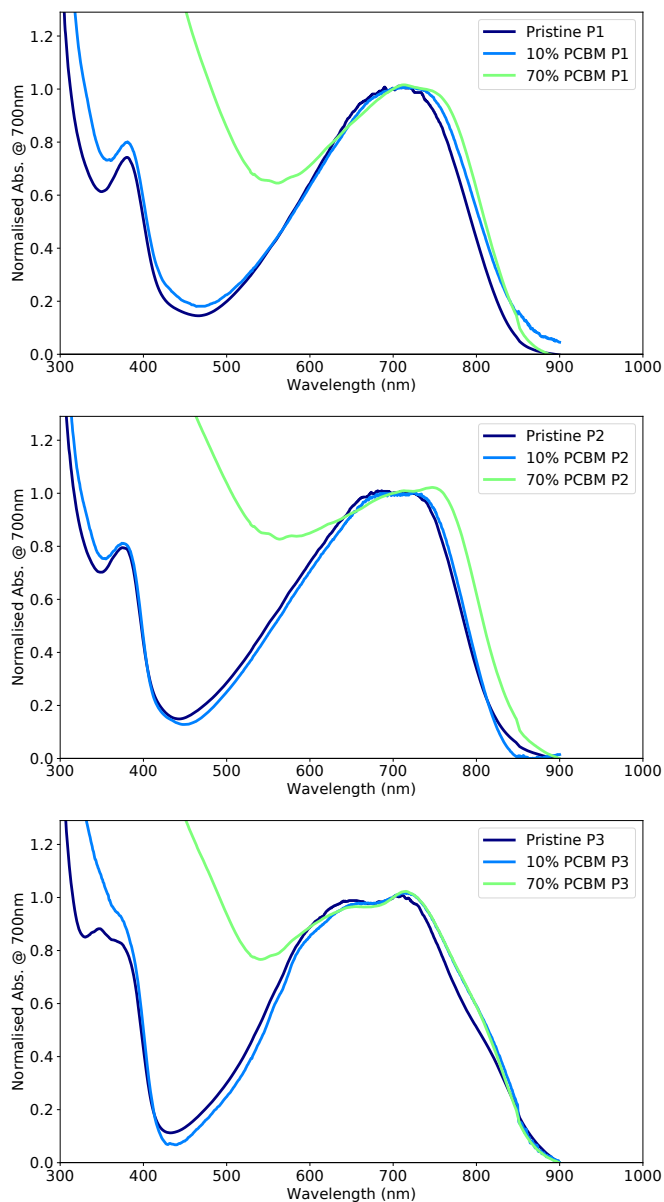 Normalised Abs. @ 700nm
1.2
1.0
0.8
0.6
0.4
0.2
0.0
Pristine P1
10% PCBM P1
70% PCBM P1
300 400 500 600 700 800 900 1000
Wavelength (nm)
Normalised Abs. @ 700nm
1.2
1.0
0.8
0.6
0.4
0.2
0.0
Pristine P2
10% PCBM P2
70% PCBM P2
300 400 500 600 700 800 900 1000
Wavelength (nm)
Normalised Abs. @ 700nm
1.2
1.0
0.8
0.6
0.4
0.2
0.0
Pristine P3
10% PCBM P3
70% PCBM P3
300 400 500 600 700 800 900 1000
Wavelength (nm)